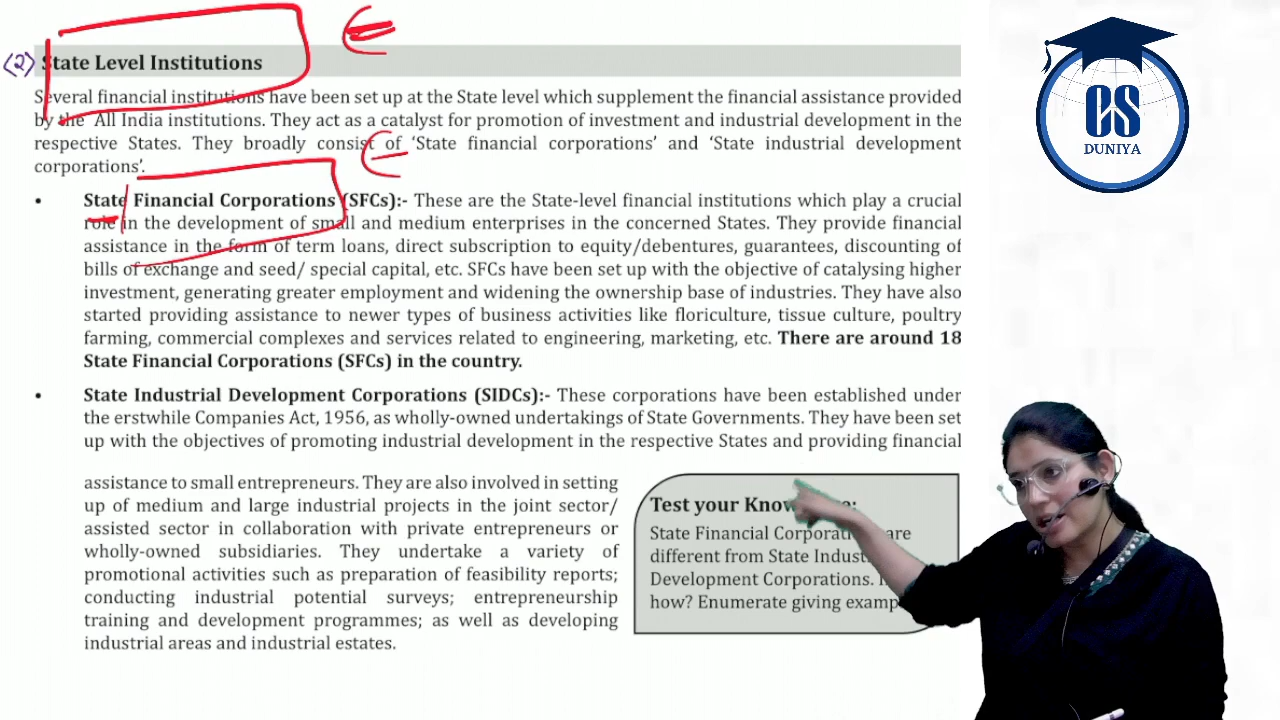 (2) State Level Institutions
Several financial institutions have been set up at the State level which supplement the financial assistance provided
by the All India institutions. They act as a catalyst for promotion of investment and industrial development in the
respective States. They broadly consist of ‘State financial corporations’ and ‘State industrial development
corporations’.
• State Financial Corporations (SFCs):- These are the State-level financial institutions which play a crucial
role in the development of small and medium enterprises in the concerned States. They provide financial
assistance in the form of term loans, direct subscription to equity/debentures, guarantees, discounting of
bills of exchange and seed/ special capital, etc. SFCs have been set up with the objective of catalysing higher
investment, generating greater employment and widening the ownership base of industries. They have also
started providing assistance to newer types of business activities like floriculture, tissue culture, poultry
farming, commercial complexes and services related to engineering, marketing, etc. There are around 18
State Financial Corporations (SFCs) in the country.
• State Industrial Development Corporations (SIDCs):- These corporations have been established under
the erstwhile Companies Act, 1956, as wholly-owned undertakings of State Governments. They have been set
up with the objectives of promoting industrial development in the respective States and providing financial
assistance to small entrepreneurs. They are also involved in setting
up of medium and large industrial projects in the joint sector/
assisted sector in collaboration with private entrepreneurs or
wholly-owned subsidiaries. They undertake a variety of
promotional activities such as preparation of feasibility reports;
conducting industrial potential surveys; entrepreneurship
training and development programmes; as well as developing
industrial areas and industrial estates.
Test your
State Financial are
different from State
Development Corporations.
how? Enumerate giving
CS
DUNIYA